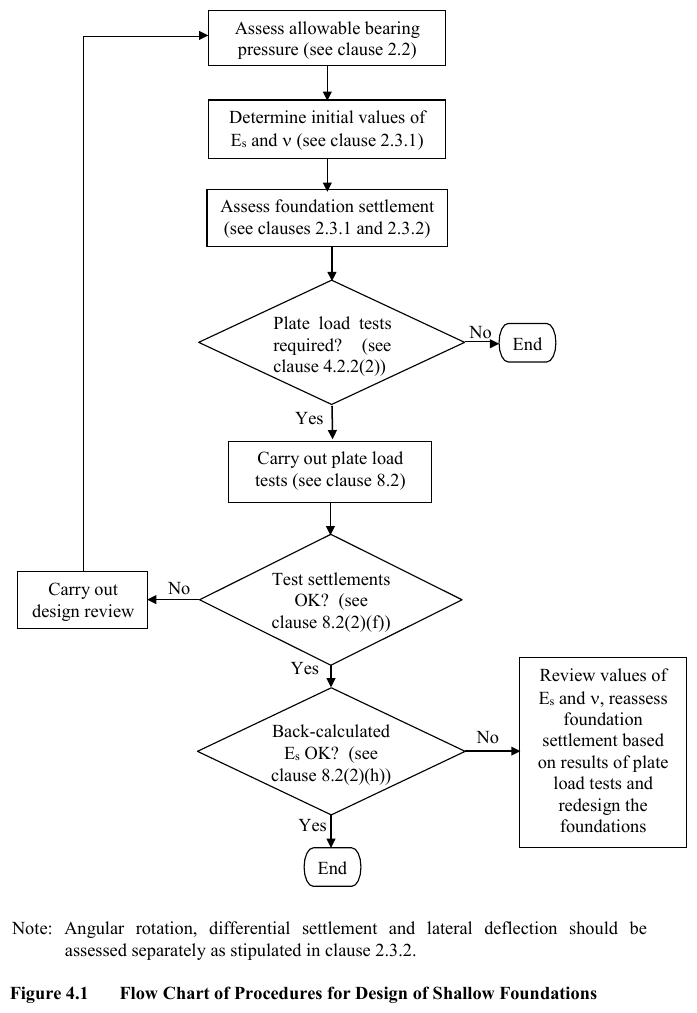 Assess allowable bearing
pressure (see clause 2.2)
Determine initial values of
Es and ν (see clause 2.3.1)
Assess foundation settlement
(see clauses 2.3.1 and 2.3.2)
Plate load tests
required? (see
clause 4.2.2(2))
No
End
Yes
Carry out plate load
tests (see clause 8.2)
Test settlements
OK? (see
clause 8.2(2)(f))
No
Carry out
design review
Yes
Back-calculated
Es OK? (see
clause 8.2(2)(h))
No
Review values of
Es and ν, reassess
foundation
settlement based
on results of plate
load tests and
redesign the
foundations
Yes
End
Note: Angular rotation, differential settlement and lateral deflection should be
assessed separately as stipulated in clause 2.3.2.
Figure 4.1 Flow Chart of Procedures for Design of Shallow Foundations